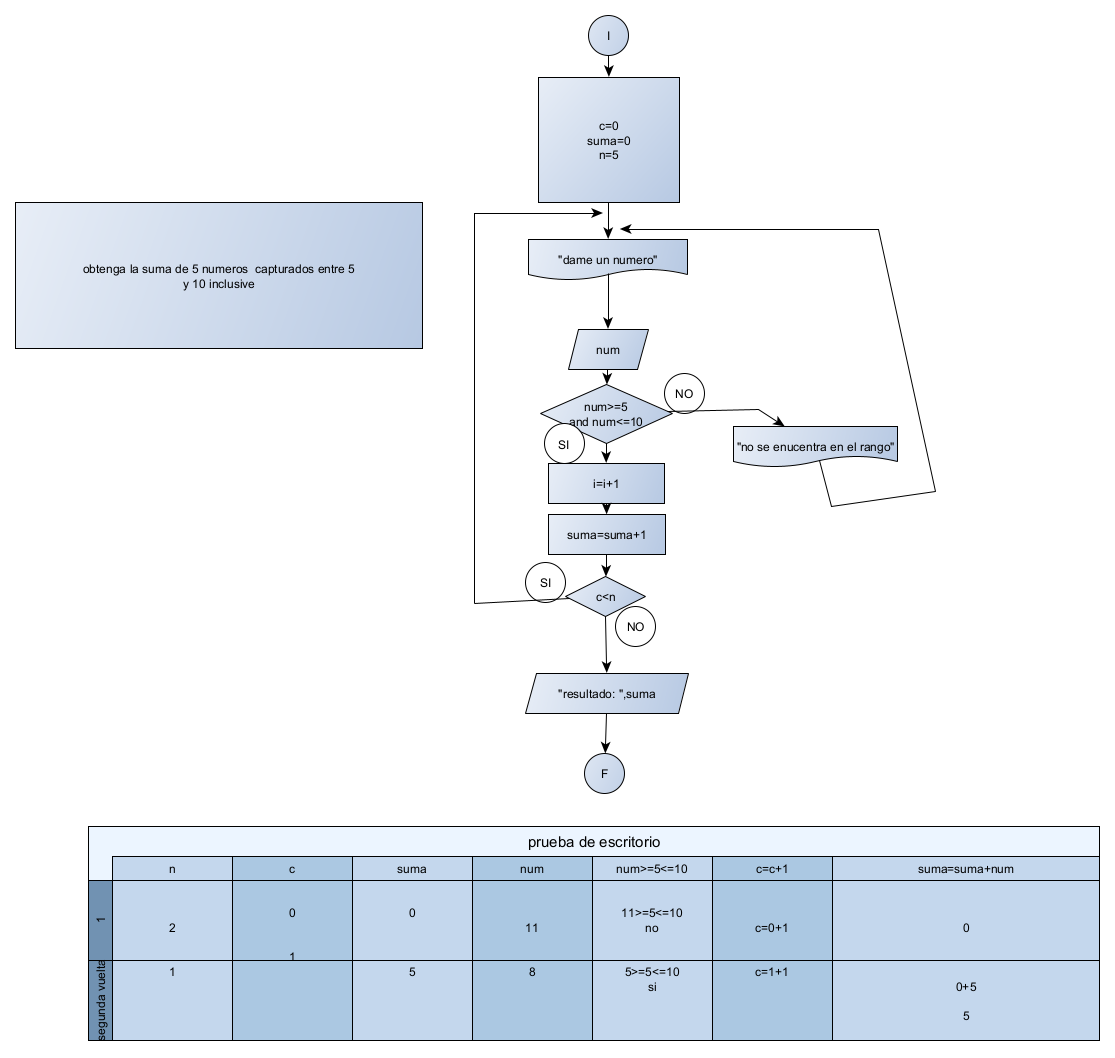 I
c=0
suma=0
n=5
obtenga la suma de 5 numeros  capturados entre 5
y 10 inclusive
"dame un numero"
num
num>=5
and num<=10
NO
SI
"no se enucentra en el rango"
i=i+1
suma=suma+1
SI
c<n
NO
"resultado: ",suma
F
prueba de escritorio
n c suma num num>=5<=10 c=c+1 suma=suma+num
1
2
0
1
0
11
11>=5<=10
no
c=0+1
0
segunda vuelta
1
5
8
5>=5<=10
si
c=1+1
0+5
5